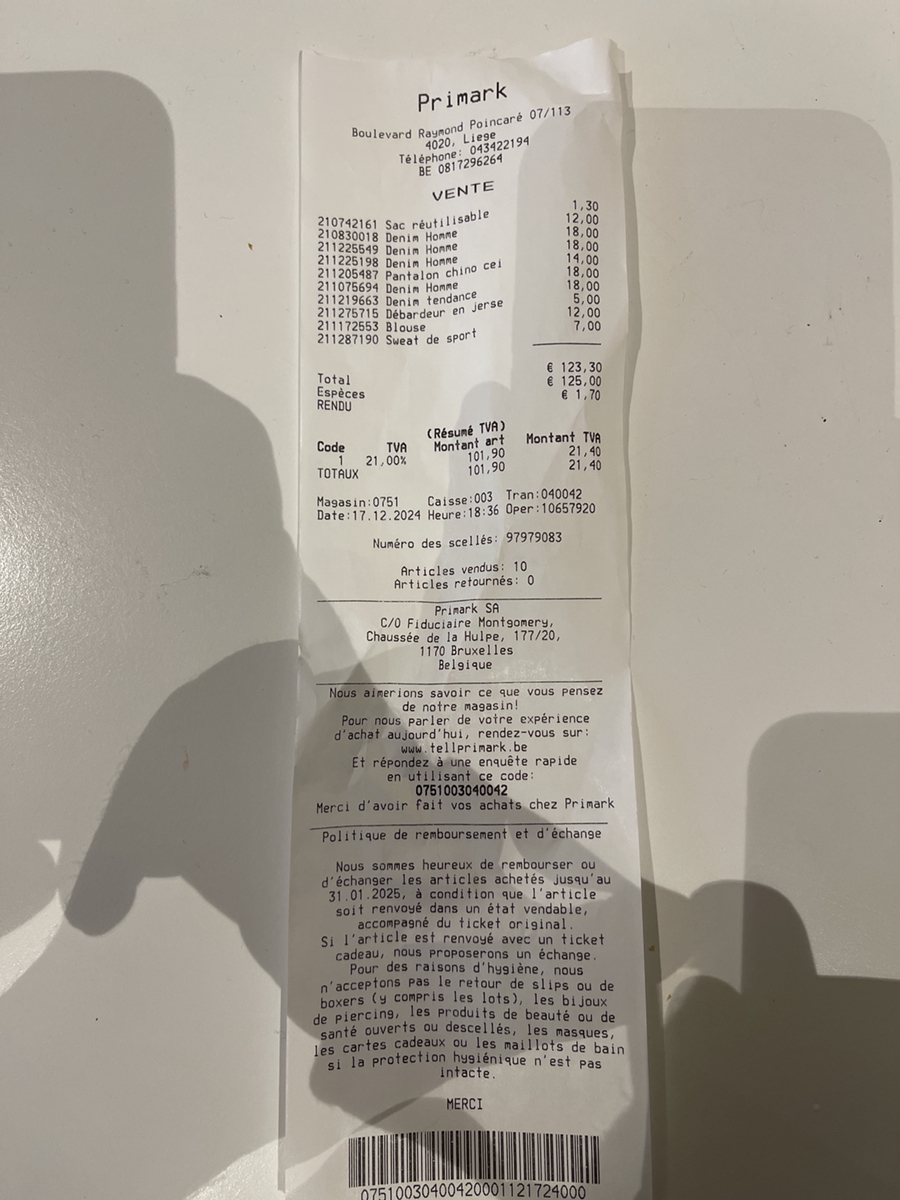 Primark
Boulevard Raymond Poincaré 07/113
4020, Liege
Téléphone: 043422194
BE 0817296264
VENTE
210742161 Sac réutilisable 1,30
210830018 Denim Homme 12,00
211225549 Denim Homme 18,00
211225198 Denim Homme 18,00
211205487 Pantalon chino cei 14,00
211075694 Denim Homme 18,00
211219663 Denim tendance 18,00
211275715 Débardeur en jerse 5,00
211172553 Blouse 12,00
211287190 Sweat de sport 7,00
Total € 123,30
Espèces € 125,00
RENDU € 1,70
(Résumé TVA)
Code TVA Montant art Montant TVA
1 21,00% 101,90 21,40
TOTAUX 101,90 21,40
Magasin:0751 Caisse:003 Tran:040042
Date:17.12.2024 Heure:18:36 Oper:10657920
Numéro des scellés: 97979083
Articles vendus: 10
Articles retournés: 0
Primark SA
C/O Fiduciaire Montgomery,
Chaussée de la Hulpe, 177/20,
1170 Bruxelles
Belgique
Nous aimerions savoir ce que vous pensez
de notre magasin!
Pour nous parler de votre expérience
d'achat aujourd'hui, rendez-vous sur:
www.tellprimark.be
Et répondez à une enquête rapide
en utilisant ce code:
0751003040042
Merci d'avoir fait vos achats chez Primark
Politique de remboursement et d'échange
Nous sommes heureux de rembourser ou
d'échanger les articles achetés jusqu'au
31.01.2025, à condition que l'article
soit renvoyé dans un état vendable,
accompagné du ticket original.
Si l'article est renvoyé avec un ticket
cadeau, nous proposerons un échange.
Pour des raisons d'hygiène, nous
n'acceptons pas le retour de slips ou de
boxers (y compris les lots), les bijoux
de piercing, les produits de beauté ou de
santé ouverts ou descellés, les masques,
les cartes cadeaux ou les maillots de bain
si la protection hygiénique n'est pas
intacte.
MERCI
07510030400420001121724000